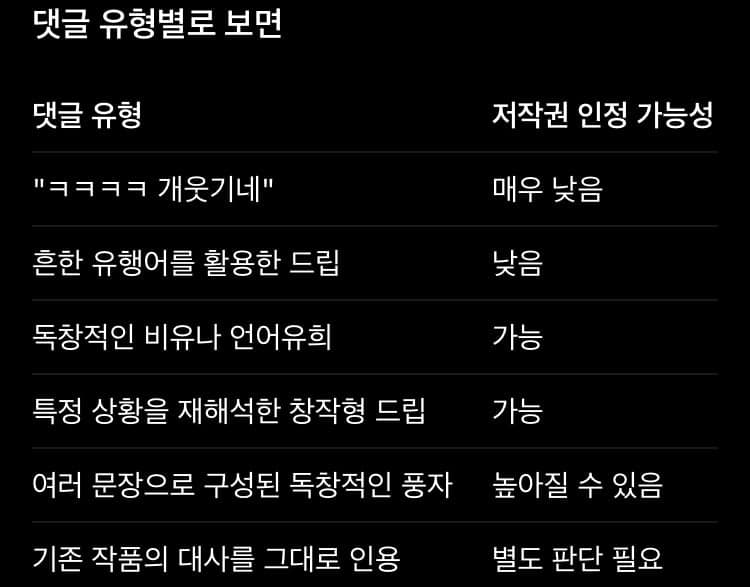 댓글 유형별로 보면
댓글 유형 저작권 인정 가능성
"ㅋㅋㅋㅋ 개웃기네" 매우 낮음
흔한 유행어를 활용한 드립 낮음
독창적인 비유나 언어유희 가능
특정 상황을 재해석한 창작형 드립 가능
여러 문장으로 구성된 독창적인 풍자 높아질 수 있음
기존 작품의 대사를 그대로 인용 별도 판단 필요